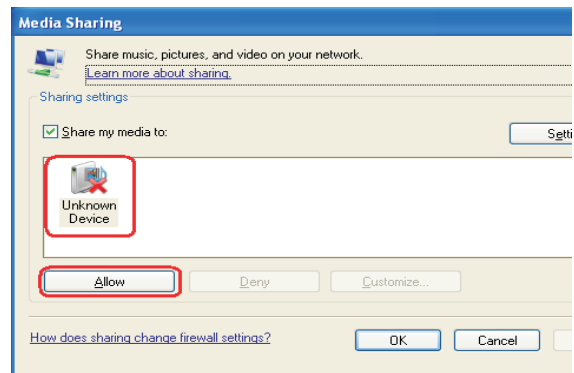 Media Sharing
Share music, pictures, and video on your network.
Learn more about sharing.
Sharing settings
Share my media to:
Setti
Unknown
Device
Allow
Deny
Customize...
How does sharing change firewall settings?
OK
Cancel